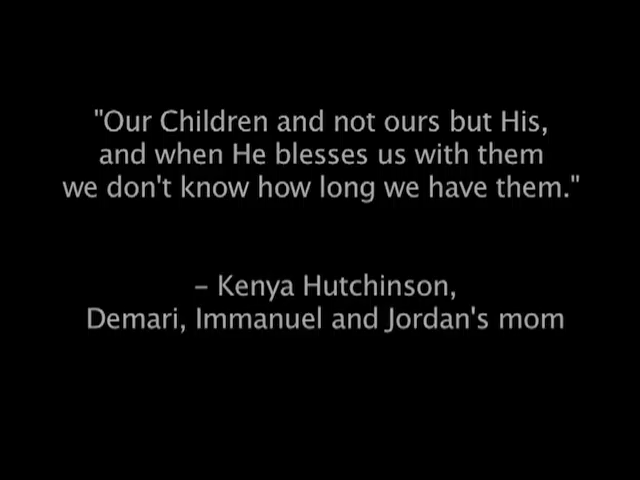 "Our Children and not ours but His,
and when He blesses us with them
we don't know how long we have them."
– Kenya Hutchinson,
Demari, Immanuel and Jordan's mom